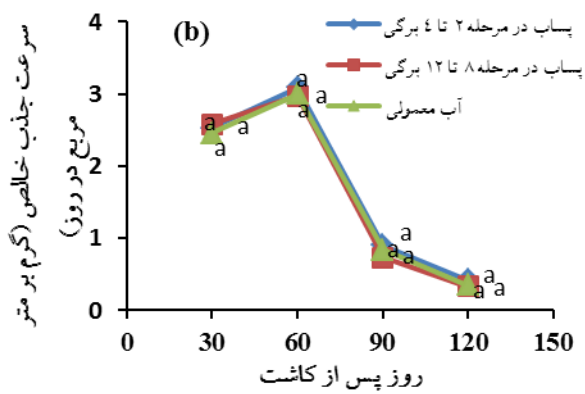 (b)
پساب در مرحله ۲ تا ٤ برگی
پساب در مرحله ۸ تا ۱۲ برگی
آب معمولی
سرعت جذب خالص (گرم بر متر
مربع در روز)
4
3
2
1
0
a
a
a
a
a
a
a
a
a
a
a
a
0 30 60 90 120 150
روز پس از کاشت